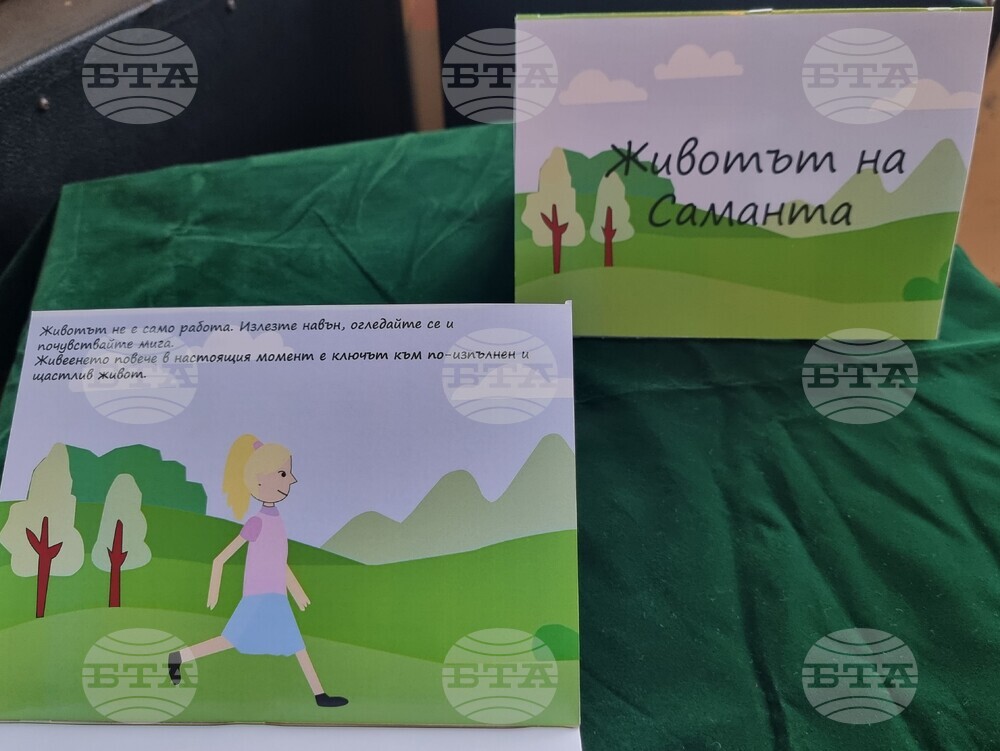 Животът на
Саманта
Животът не е само работа. Излезте навън, огледайте се и
почувствайте мига.
Живеенето повече в настоящия момент е ключът към по-изпълнен и
щастлив живот.
БТА
БТА
БТА
БТА
БТА
БТА
БТА
БТА
БТА